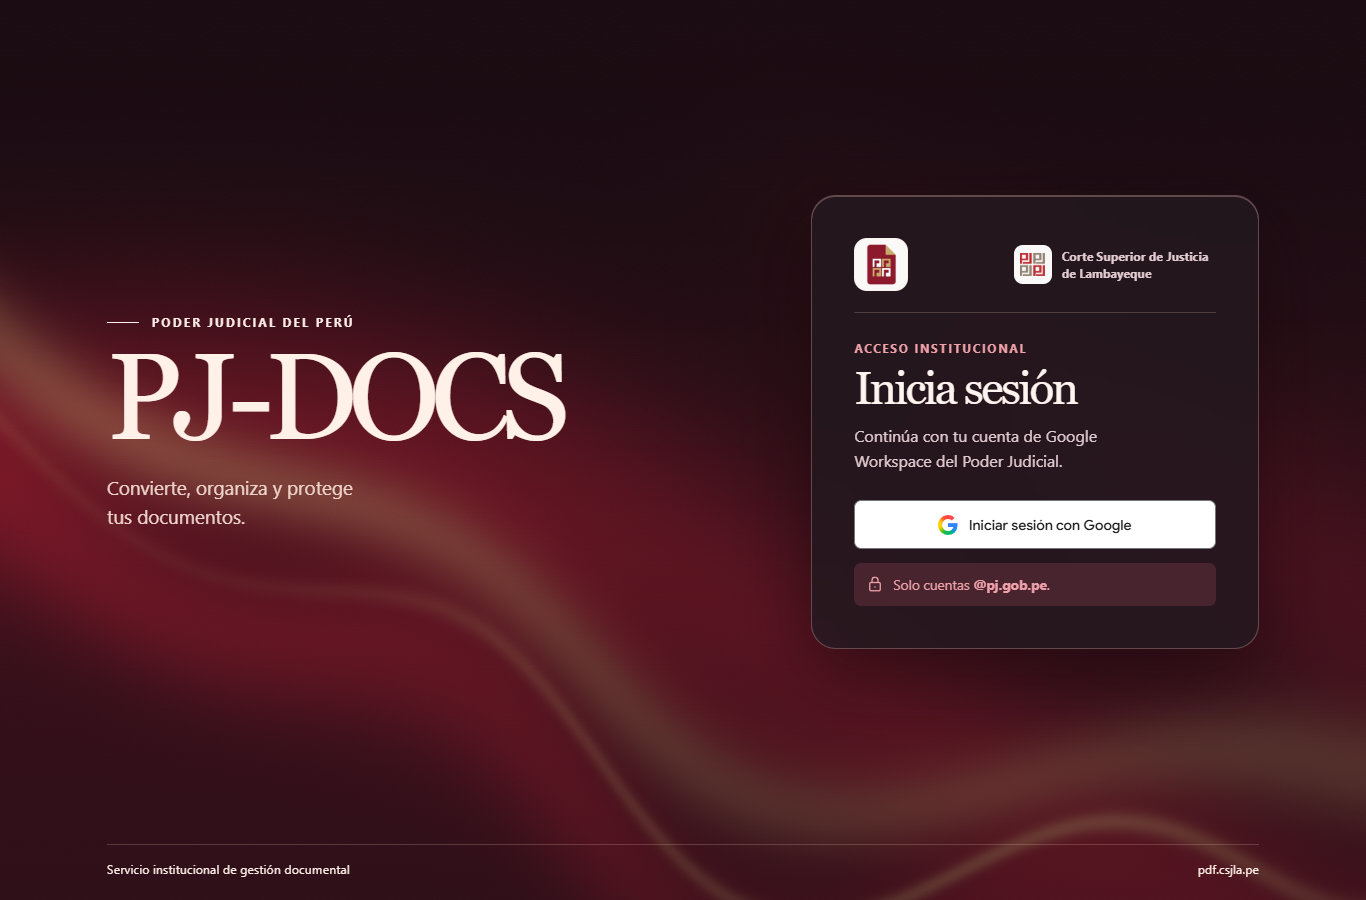 PODER JUDICIAL DEL PERÚ
PJ-DOCS
Convierte, organiza y protege
tus documentos.
Corte Superior de Justicia
de Lambayeque
ACCESO INSTITUCIONAL
Inicia sesión
Continúa con tu cuenta de Google
Workspace del Poder Judicial.
Iniciar sesión con Google
Solo cuentas @pj.gob.pe.
Servicio institucional de gestión documental
pdf.csjla.pe